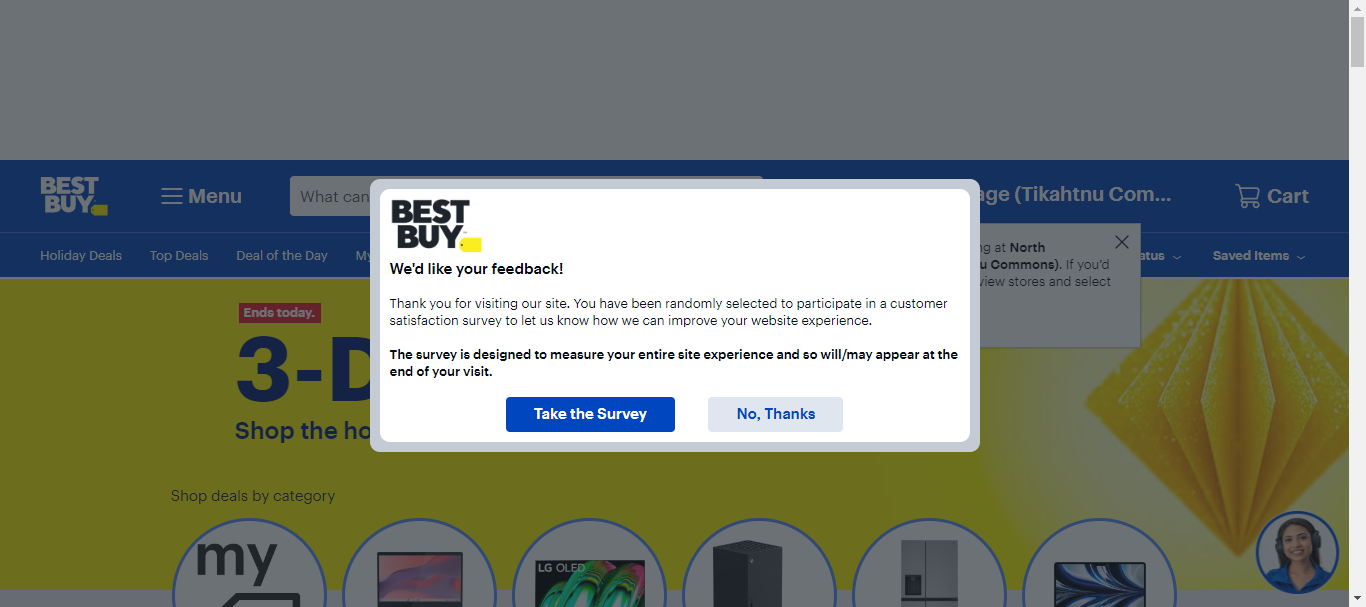 BEST
BUY
Menu
What can
age (Tikahtnu Com...
Cart
Holiday Deals
Top Deals
Deal of the Day
My
atus
Saved Items
ng at North
u Commons). If you'd
view stores and select
BEST
BUY
We'd like your feedback!
Thank you for visiting our site. You have been randomly selected to participate in a customer
satisfaction survey to let us know how we can improve your website experience.
The survey is designed to measure your entire site experience and so will/may appear at the
end of your visit.
Take the Survey
No, Thanks
Ends today.
3-D
Shop the ho
Shop deals by category
my
LG OLED